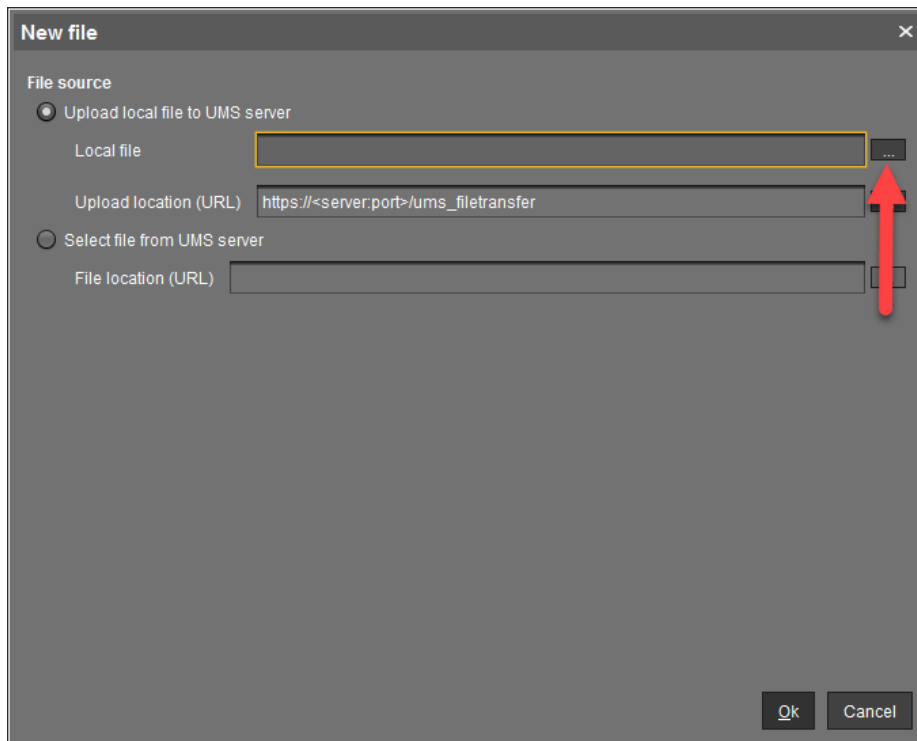 New file
File source
Upload local file to UMS server
Local file
...
Upload location (URL) https://<server:port>/ums_filetransfer
Select file from UMS server
File location (URL)
Ok Cancel